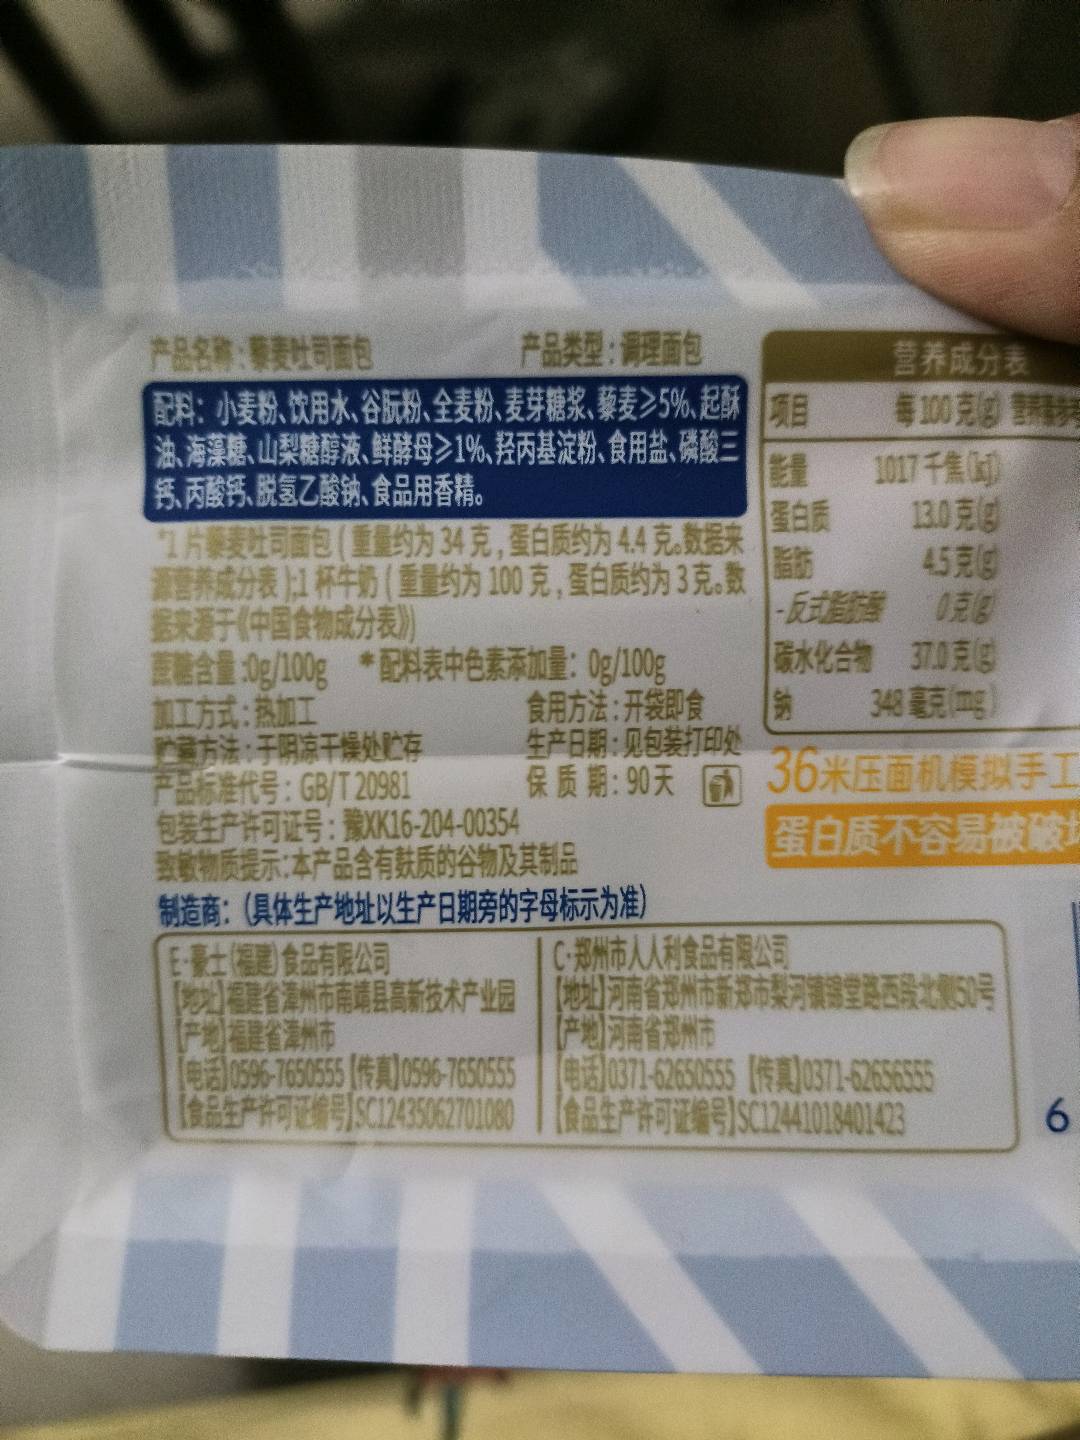 产品名称：藜麦吐司面包 产品类型：调理面包
配料：小麦粉、饮用水、谷朊粉、全麦粉、麦芽糖浆、藜麦≥5%、起酥
油、海藻糖、山梨糖醇液、鲜酵母≥1%、羟丙基淀粉、食用盐、磷酸三
钙、丙酸钙、脱氢乙酸钠、食品用香精。
*1片藜麦吐司面包(重量约为34克，蛋白质约为4.4克。数据来
源营养成分表);1杯牛奶(重量约为100克，蛋白质约为3克。数
据来源于《中国食物成分表》)
蔗糖含量:0g/100g *配料表中色素添加量：0g/100g
加工方式：热加工 食用方法：开袋即食
贮藏方法：于阴凉干燥处贮存 生产日期：见包装打印处
产品标准代号：GB/T 20981 保质期：90天
包装生产许可证号：豫XK16-204-00354
致敏物质提示：本产品含有麸质的谷物及其制品
制造商：(具体生产地址以生产日期旁的字母标示为准)
E·豪士(福建)食品有限公司
【地址】福建省漳州市南靖县高新技术产业园
【产地】福建省漳州市
【电话】0596-7650555【传真】0596-7650555
【食品生产许可证编号】SC12435062701080
C·郑州市人人利食品有限公司
【地址】河南省郑州市新郑市梨河镇锦堂路西段北侧50号
【产地】河南省郑州市
【电话】0371-62650555【传真】0371-62656555
【食品生产许可证编号】SC12441018401423
营养成分表
项目 每100克(g)
能量 1017千焦(kJ)
蛋白质 13.0克(g)
脂肪 4.5克(g)
-反式脂肪酸 0克(g)
碳水化合物 37.0克(g)
钠 348毫克(mg)
36米压面机模拟手工
蛋白质不容易被破
6